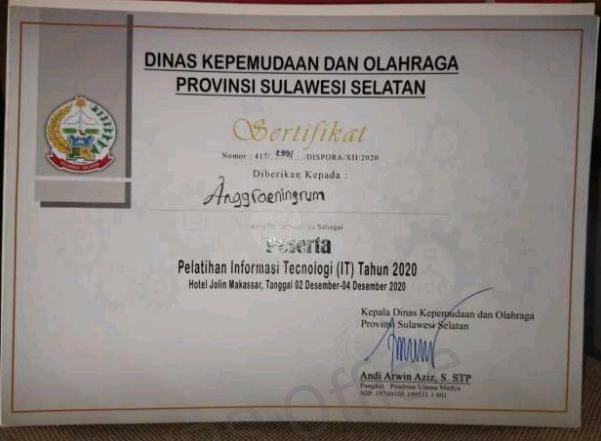 DINAS KEPEMUDAAN DAN OLAHRAGA
PROVINSI SULAWESI SELATAN
Sertifikat
Nomor : 417/ 299/ /DISPORA/XII/2020
Diberikan Kepada :
Anggraeningrum
Sebagai
Peserta
Pelatihan Informasi Tecnologi (IT) Tahun 2020
Hotel Jolin Makassar, Tanggal 02 Desember-04 Desember 2020
Kepala Dinas Kepemudaan dan Olahraga
Provinsi Sulawesi Selatan
Andi Arwin Aziz, S. STP
Pangkat : Pembina Utama Madya
NIP.
Office